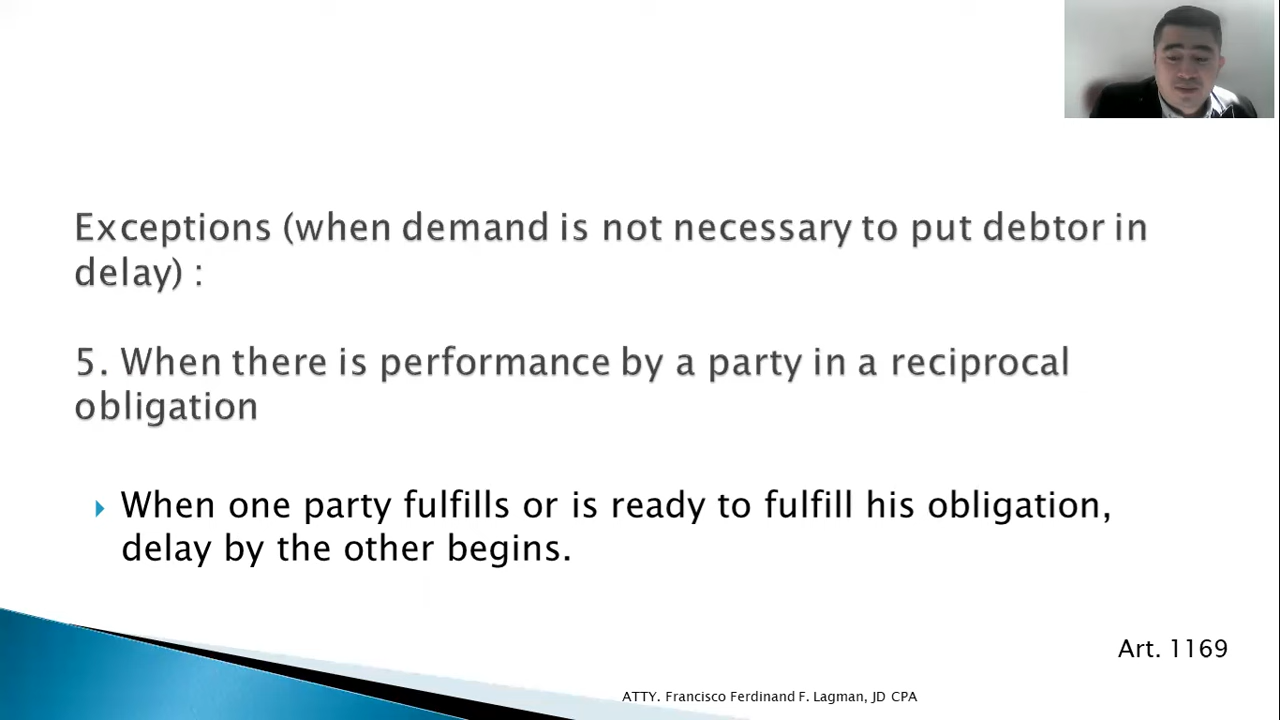 Exceptions (when demand is not necessary to put debtor in
delay) :
5. When there is performance by a party in a reciprocal
obligation
When one party fulfills or is ready to fulfill his obligation,
delay by the other begins.
Art. 1169
ATTY. Francisco Ferdinand F. Lagman, JD CPA